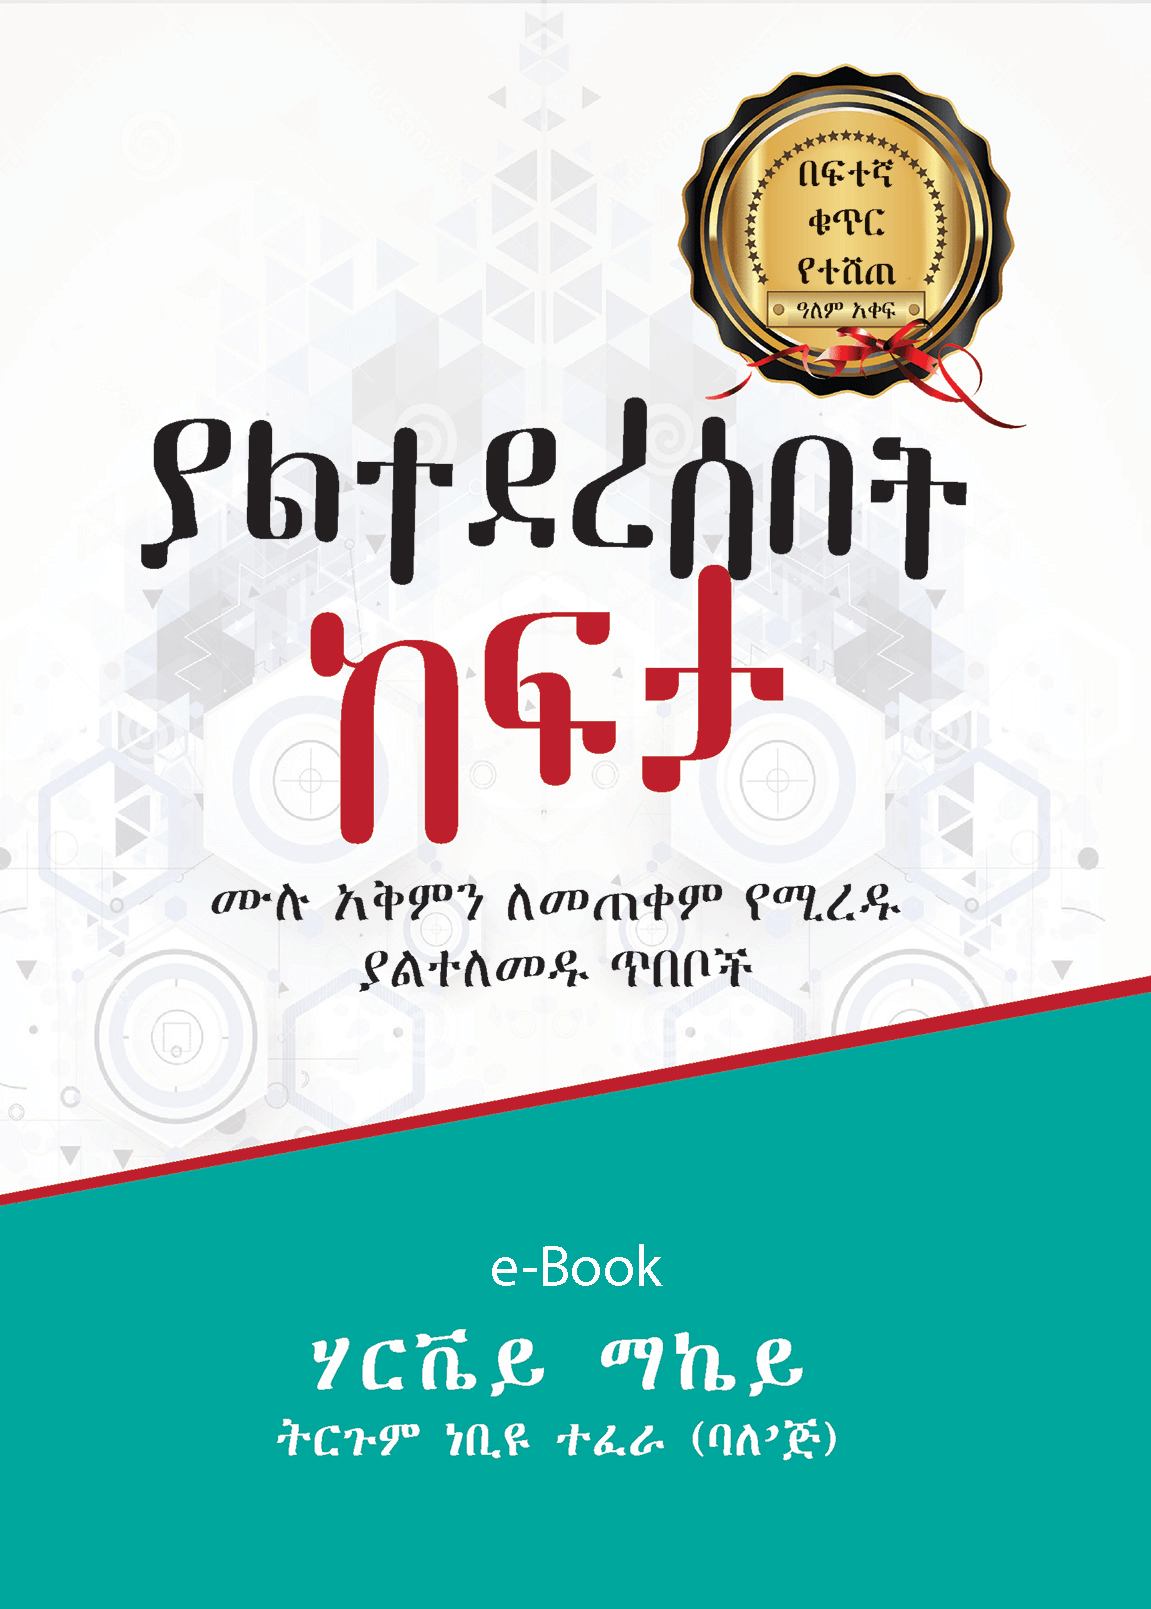 በፍተኛ
ቁጥር
የተሸጠ
ዓለም አቀፍ
ያልተደረሰበት
ከፍታ
ሙሉ አቅምን ለመጠቀም የሚረዱ
ያልተለመዱ ጥበቦች
e-Book
ሃርቬይ ማኬይ
ትርጉም ነቢዩ ተፈራ (ባለ’ጅ)